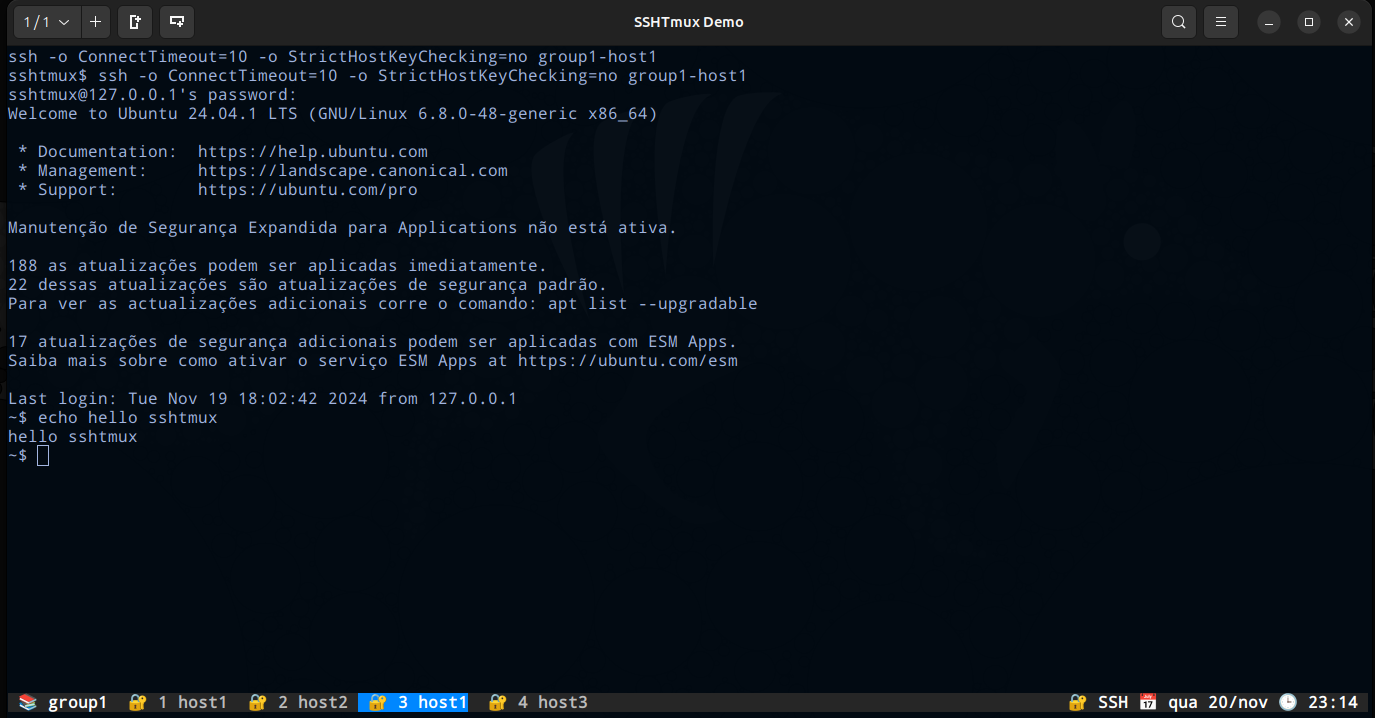 1/1 SSHTmux Demo
ssh -o ConnectTimeout=10 -o StrictHostKeyChecking=no group1-host1
sshtmux$ ssh -o ConnectTimeout=10 -o StrictHostKeyChecking=no group1-host1
sshtmux@127.0.0.1's password:
Welcome to Ubuntu 24.04.1 LTS (GNU/Linux 6.8.0-48-generic x86_64)
* Documentation: https://help.ubuntu.com
* Management: https://landscape.canonical.com
* Support: https://ubuntu.com/pro
Manutenção de Segurança Expandida para Applications não está ativa.
188 as atualizações podem ser aplicadas imediatamente.
22 dessas atualizações são atualizações de segurança padrão.
Para ver as actualizações adicionais corre o comando: apt list --upgradable
17 atualizações de segurança adicionais podem ser aplicadas com ESM Apps.
Saiba mais sobre como ativar o serviço ESM Apps at https://ubuntu.com/esm
Last login: Tue Nov 19 18:02:42 2024 from 127.0.0.1
~$ echo hello sshtmux
hello sshtmux
~$
group1 1 host1 2 host2 3 host1 4 host3 SSH 17 qua 20/nov 23:14